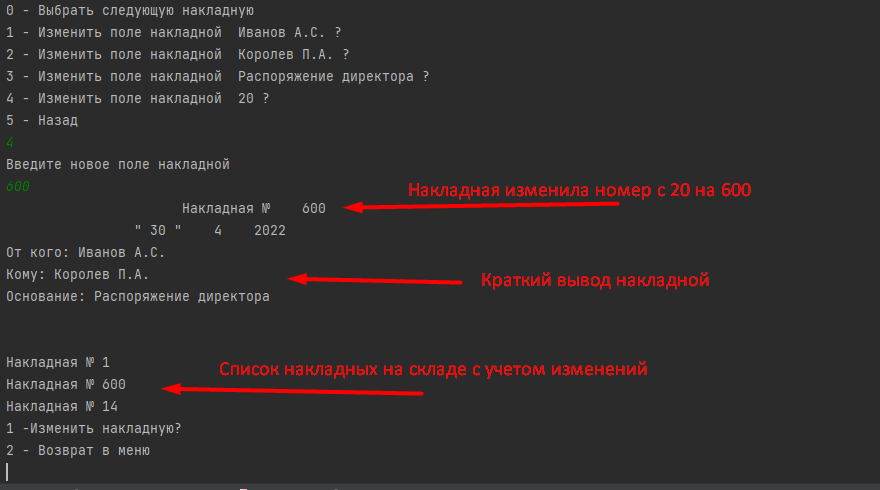 0 - Выбрать следующую накладную
1 - Изменить поле накладной  Иванов А.С. ?
2 - Изменить поле накладной  Королев П.А. ?
3 - Изменить поле накладной  Распоряжение директора ?
4 - Изменить поле накладной  20 ?
5 - Назад
4
Введите новое поле накладной
600
Накладная изменила номер с 20 на 600
Накладная №    600
" 30 "    4    2022
От кого: Иванов А.С.
Кому: Королев П.А.
Краткий вывод накладной
Основание: Распоряжение директора
Накладная № 1
Список накладных на складе с учетом изменений
Накладная № 600
Накладная № 14
1 -Изменить накладную?
2 - Возврат в меню